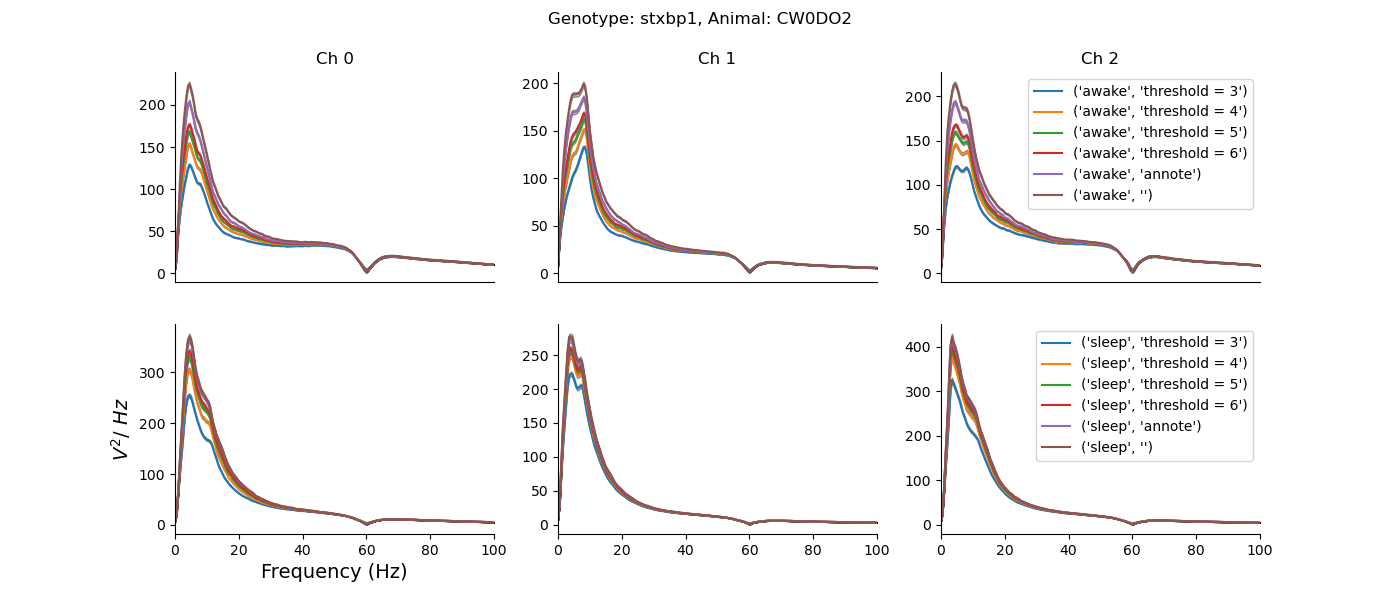 Genotype: stxbp1, Animal: CW0DO2
Ch 0
Ch 1
Ch 2
200
150
100
50
0
200
150
100
50
0
200
150
100
50
0
('awake', 'threshold = 3')
('awake', 'threshold = 4')
('awake', 'threshold = 5')
('awake', 'threshold = 6')
('awake', 'annote')
('awake', '')
V²/ Hz
300
200
100
0
0 20 40 60 80 100
Frequency (Hz)
250
200
150
100
50
0
0 20 40 60 80 100
400
300
200
100
0
0 20 40 60 80 100
('sleep', 'threshold = 3')
('sleep', 'threshold = 4')
('sleep', 'threshold = 5')
('sleep', 'threshold = 6')
('sleep', 'annote')
('sleep', '')